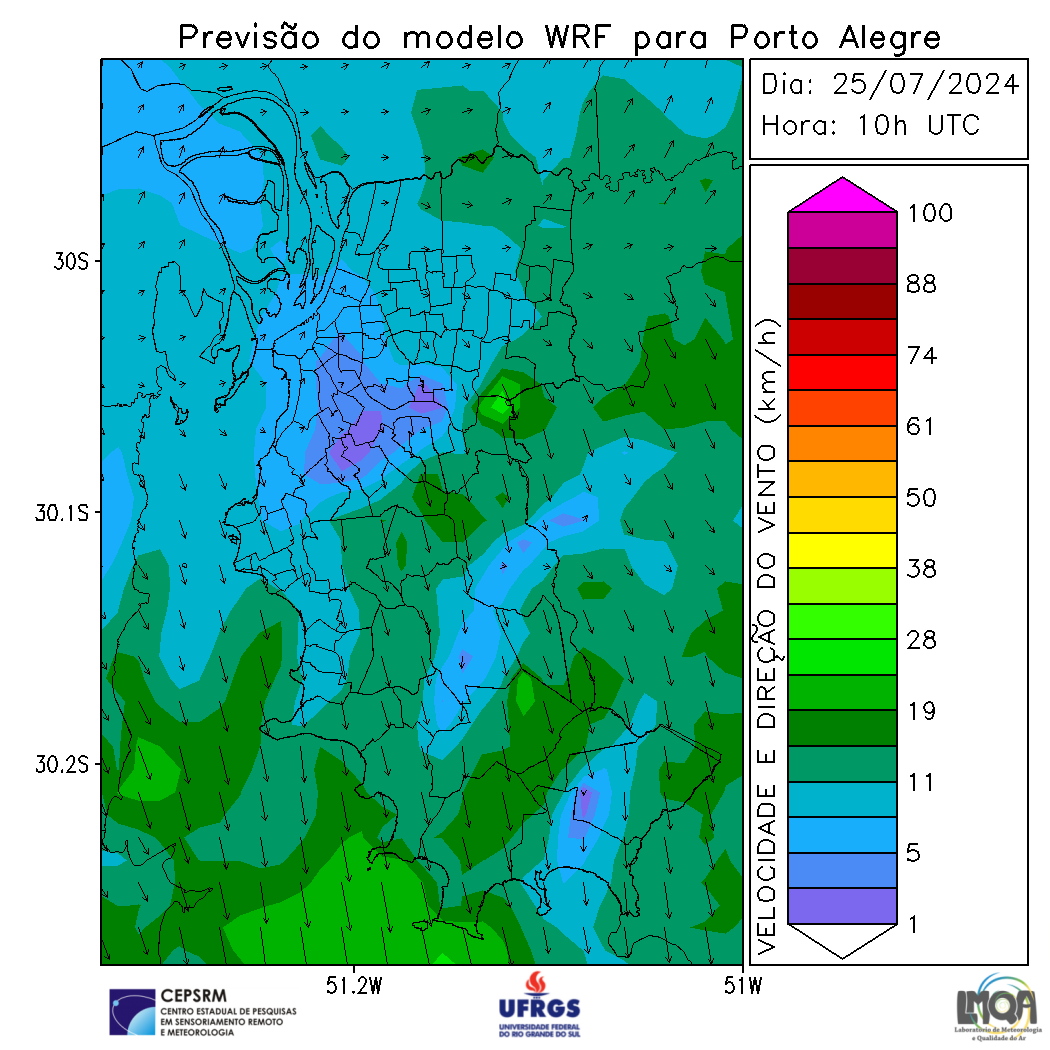 Previsão do modelo WRF para Porto Alegre
Dia: 25/07/2024
Hora: 10h UTC
30S
30.1S
30.2S
51.2W
51W
VELOCIDADE E DIREÇÃO DO VENTO (km/h)
100
88
74
61
50
38
28
19
11
5
1
CEPSRM
CENTRO ESTADUAL DE PESQUISAS
EM SENSORIAMENTO REMOTO
E METEOROLOGIA
UFRGS
UNIVERSIDADE FEDERAL
DO RIO GRANDE DO SUL
LMQA
Laboratório de Meteorologia
e Qualidade do Ar